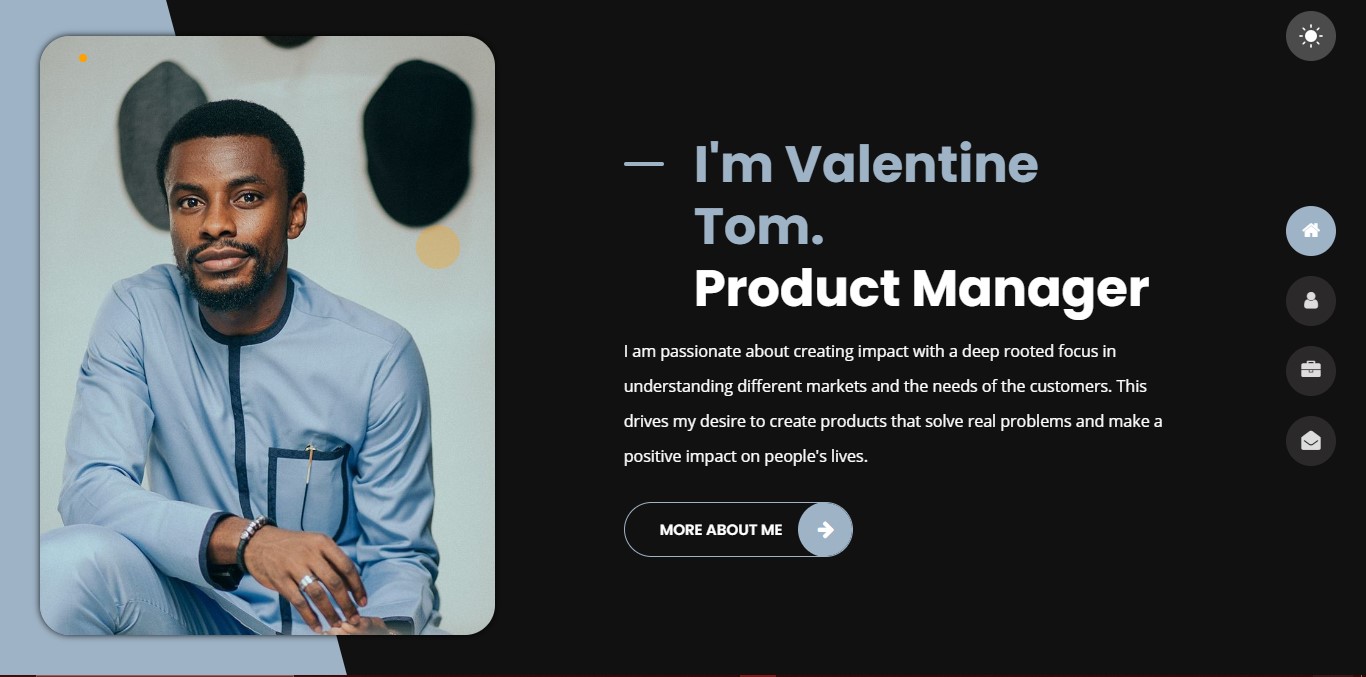 I'm Valentine
Tom.
Product Manager
I am passionate about creating impact with a deep rooted focus in
understanding different markets and the needs of the customers. This
drives my desire to create products that solve real problems and make a
positive impact on people's lives.
MORE ABOUT ME